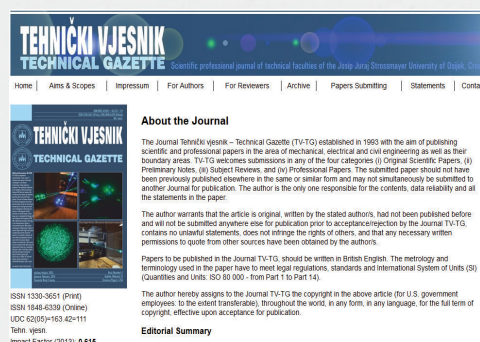 TEHNIČKI VJESNIK
TECHNICAL GAZETTE
Scientific professional journal of technical faculties of the Josip Juraj Strossmayer University of Osijek,
Home | Aims & Scopes | Impressum | For Authors | For Reviewers | Archive | Papers Submitting | Statements | Conta
TEHNIČKI VJESNIK
TECHNICAL GAZETTE
ISSN 1330-3651 (Print)
ISSN 1848-6339 (Online)
UDC 62(05)=163.42=111
Tehn. vjesn.
Impact Factor (2013): 0.615
About the Journal
The Journal Tehnički vjesnik – Technical Gazette (TV-TG) established in 1993 with the aim of publishing
scientific and professional papers in the area of mechanical, electrical and civil engineering as well as their
boundary areas. TV-TG welcomes submissions in any of the four categories (i) Original Scientific Papers, (ii)
Preliminary Notes, (iii) Subject Reviews, and (iv) Professional Papers. The submitted paper should not have
been previously published elsewhere in the same or similar form and may not simultaneously be submitted to
another Journal for publication. The author is the only one responsible for the contents, data reliability and all
the statements in the paper.
The author warrants that the article is original, written by the stated author/s, had not been published before
and will not be submitted anywhere else for publication prior to acceptance/rejection by the Journal TV-TG,
contains no unlawful statements, does not infringe the rights of others, and that any necessary written
permissions to quote from other sources have been obtained by the author/s.
Papers to be published in the Journal TV-TG, should be written in British English. The metrology and
terminology used in the paper have to meet legal regulations, standards and International System of Units (SI)
(Quantities and Units: ISO 80 000 - from Part 1 to Part 14).
The author hereby assigns to the Journal TV-TG the copyright in the above article (for U.S. government
employees: to the extent transferable), throughout the world, in any form, in any language, for the full term of
copyright, effective upon acceptance for publication.
Editorial Summary